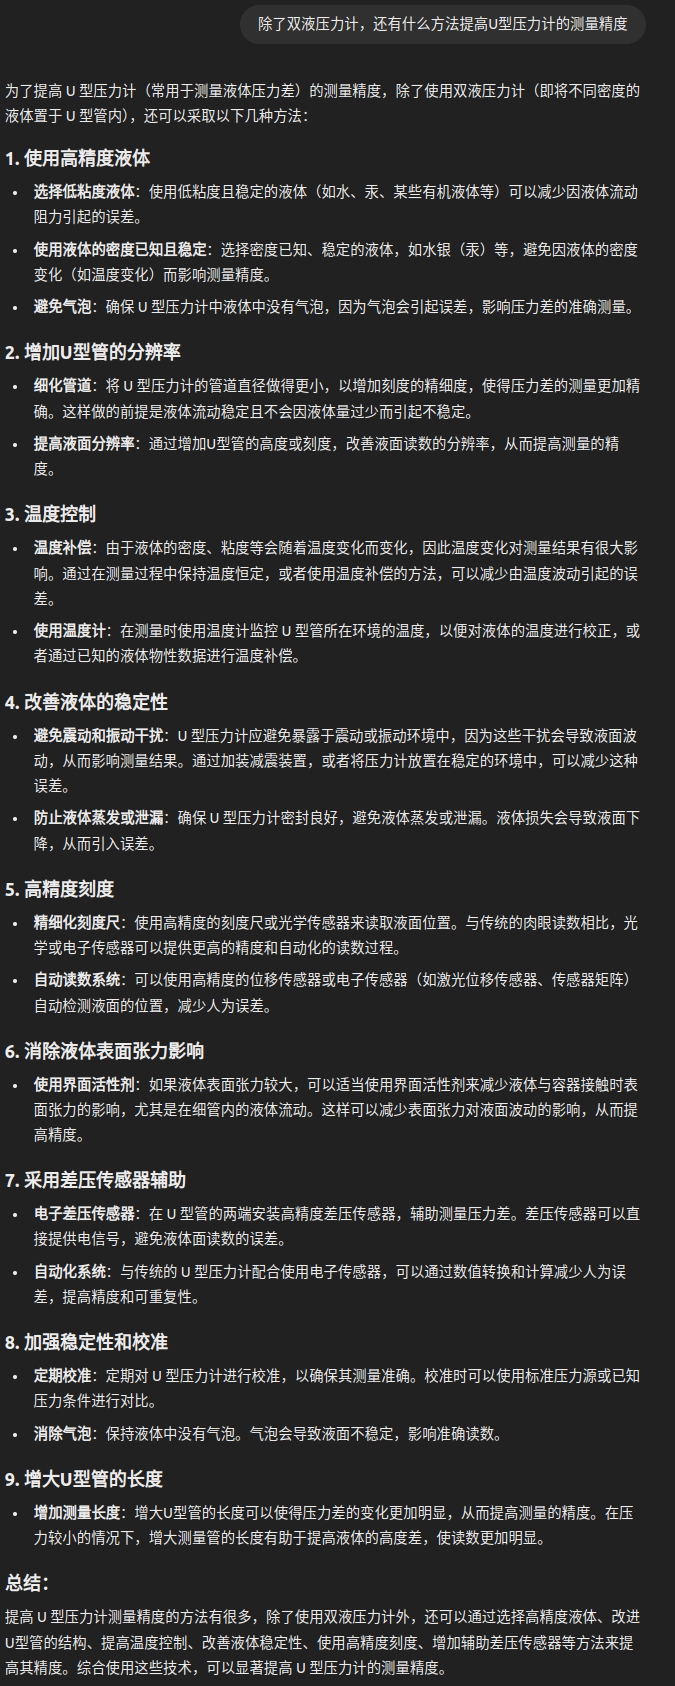 除了双液压力计，还有什么方法提高U型压力计的测量精度
为了提高 U 型压力计（常用于测量液体压力差）的测量精度，除了使用双液压力计（即将不同密度的
液体置于 U 型管内），还可以采取以下几种方法：
1. 使用高精度液体
• 选择低粘度液体：使用低粘度且稳定的液体（如水、汞、某些有机液体等）可以减少因液体流动
阻力引起的误差。
• 使用液体的密度已知且稳定：选择密度已知、稳定的液体，如水银（汞）等，避免因液体的密度
变化（如温度变化）而影响测量精度。
• 避免气泡：确保 U 型压力计中液体中没有气泡，因为气泡会引起误差，影响压力差的准确测量。
2. 增加U型管的分辨率
• 细化管道：将 U 型压力计的管道直径做得更小，以增加刻度的精细度，使得压力差的测量更加精
确。这样做的前提是液体流动稳定且不会因液体量过少而引起不稳定。
• 提高液面分辨率：通过增加U型管的高度或刻度，改善液面读数的分辨率，从而提高测量的精
度。
3. 温度控制
• 温度补偿：由于液体的密度、粘度等会随着温度变化而变化，因此温度变化对测量结果有很大影
响。通过在测量过程中保持温度恒定，或者使用温度补偿的方法，可以减少由温度波动引起的误
差。
• 使用温度计：在测量时使用温度计监控 U 型管所在环境的温度，以便对液体的温度进行校正，或
者通过已知的液体物性数据进行温度补偿。
4. 改善液体的稳定性
• 避免震动和振动干扰：U 型压力计应避免暴露于震动或振动环境中，因为这些干扰会导致液面波
动，从而影响测量结果。通过加装减震装置，或者将压力计放置在稳定的环境中，可以减少这种
误差。
• 防止液体蒸发或泄漏：确保 U 型压力计密封良好，避免液体蒸发或泄漏。液体损失会导致液面下
降，从而引入误差。
5. 高精度刻度
• 精细化刻度尺：使用高精度的刻度尺或光学传感器来读取液面位置。与传统的肉眼读数相比，光
学或电子传感器可以提供更高的精度和自动化的读数过程。
• 自动读数系统：可以使用高精度的位移传感器或电子传感器（如激光位移传感器、传感器矩阵）
自动检测液面的位置，减少人为误差。
6. 消除液体表面张力影响
• 使用界面活性剂：如果液体表面张力较大，可以适当使用界面活性剂来减少液体与容器接触时表
面张力的影响，尤其是在细管内的液体流动。这样可以减少表面张力对液面波动的影响，从而提
高精度。
7. 采用差压传感器辅助
• 电子差压传感器：在 U 型管的两端安装高精度差压传感器，辅助测量压力差。差压传感器可以直
接提供电信号，避免液体面读数的误差。
• 自动化系统：与传统的 U 型压力计配合使用电子传感器，可以通过数值转换和计算减少人为误
差，提高精度和可重复性。
8. 加强稳定性和校准
• 定期校准：定期对 U 型压力计进行校准，以确保其测量准确。校准时可以使用标准压力源或已知
压力条件进行对比。
• 消除气泡：保持液体中没有气泡。气泡会导致液面不稳定，影响准确读数。
9. 增大U型管的长度
• 增加测量长度：增大U型管的长度可以使得压力差的变化更加明显，从而提高测量的精度。在压
力较小的情况下，增大测量管的长度有助于提高液体的高度差，使读数更加明显。
总结：
提高 U 型压力计测量精度的方法有很多，除了使用双液压力计外，还可以通过选择高精度液体、改进
U型管的结构、提高温度控制、改善液体稳定性、使用高精度刻度、增加辅助差压传感器等方法来提
高其精度。综合使用这些技术，可以显著提高 U 型压力计的测量精度。